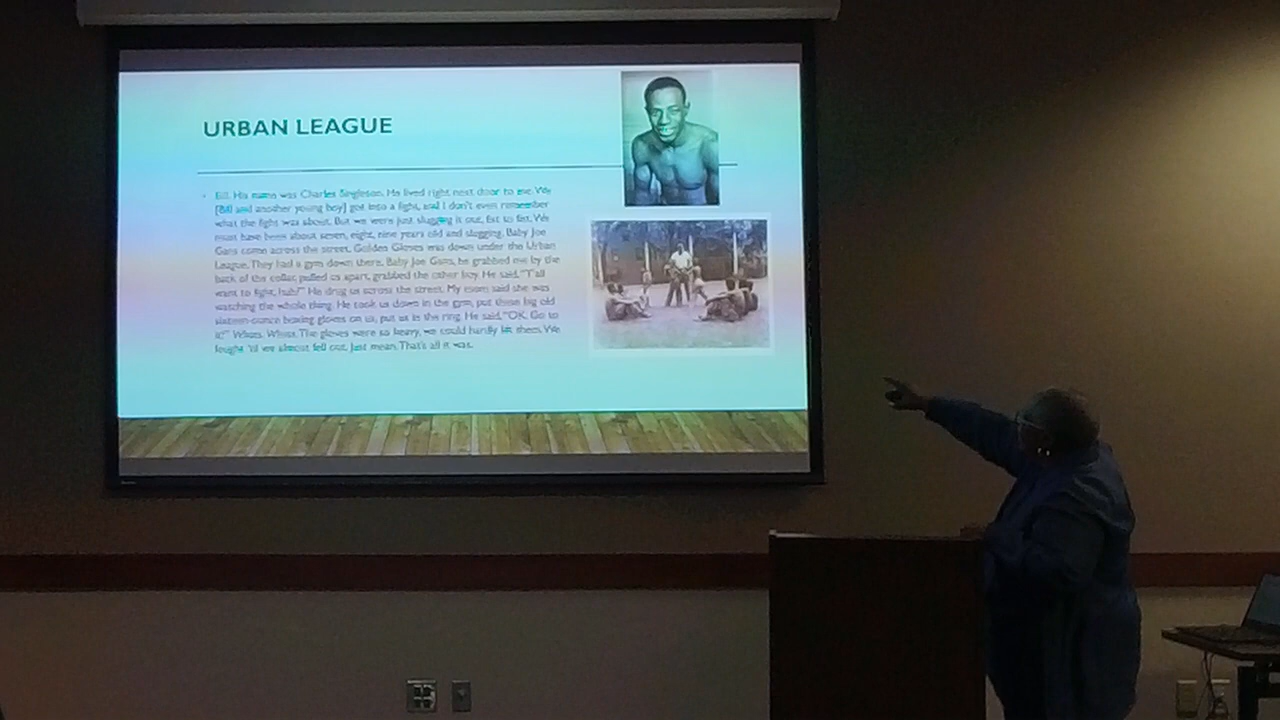 URBAN LEAGUE
• Bill. His name was Charles Singleton. He lived right next door to me. We
[Bill and another young boy] got into a fight, and I don't even remember
what the fight was about. But we were just slugging it out, fist to fist. We
must have been about seven, eight, nine years old and slugging. Baby Joe
Gans come across the street. Golden Gloves was down under the Urban
League. They had a gym down there. Baby Joe Gans, he grabbed me by the
back of the collar, pulled us apart, grabbed the other boy. He said, "Y'all
want to fight, huh?" He drug us across the street. My mom said she was
watching the whole thing. He took us down in the gym, put those big old
sixteen-ounce boxing gloves on us, put us in the ring. He said, "OK. Go to
it!" Whom. Whom. The gloves were so heavy, we could hardly lift them. We
fought 'til we almost fell out. Just mean. That's all it was.